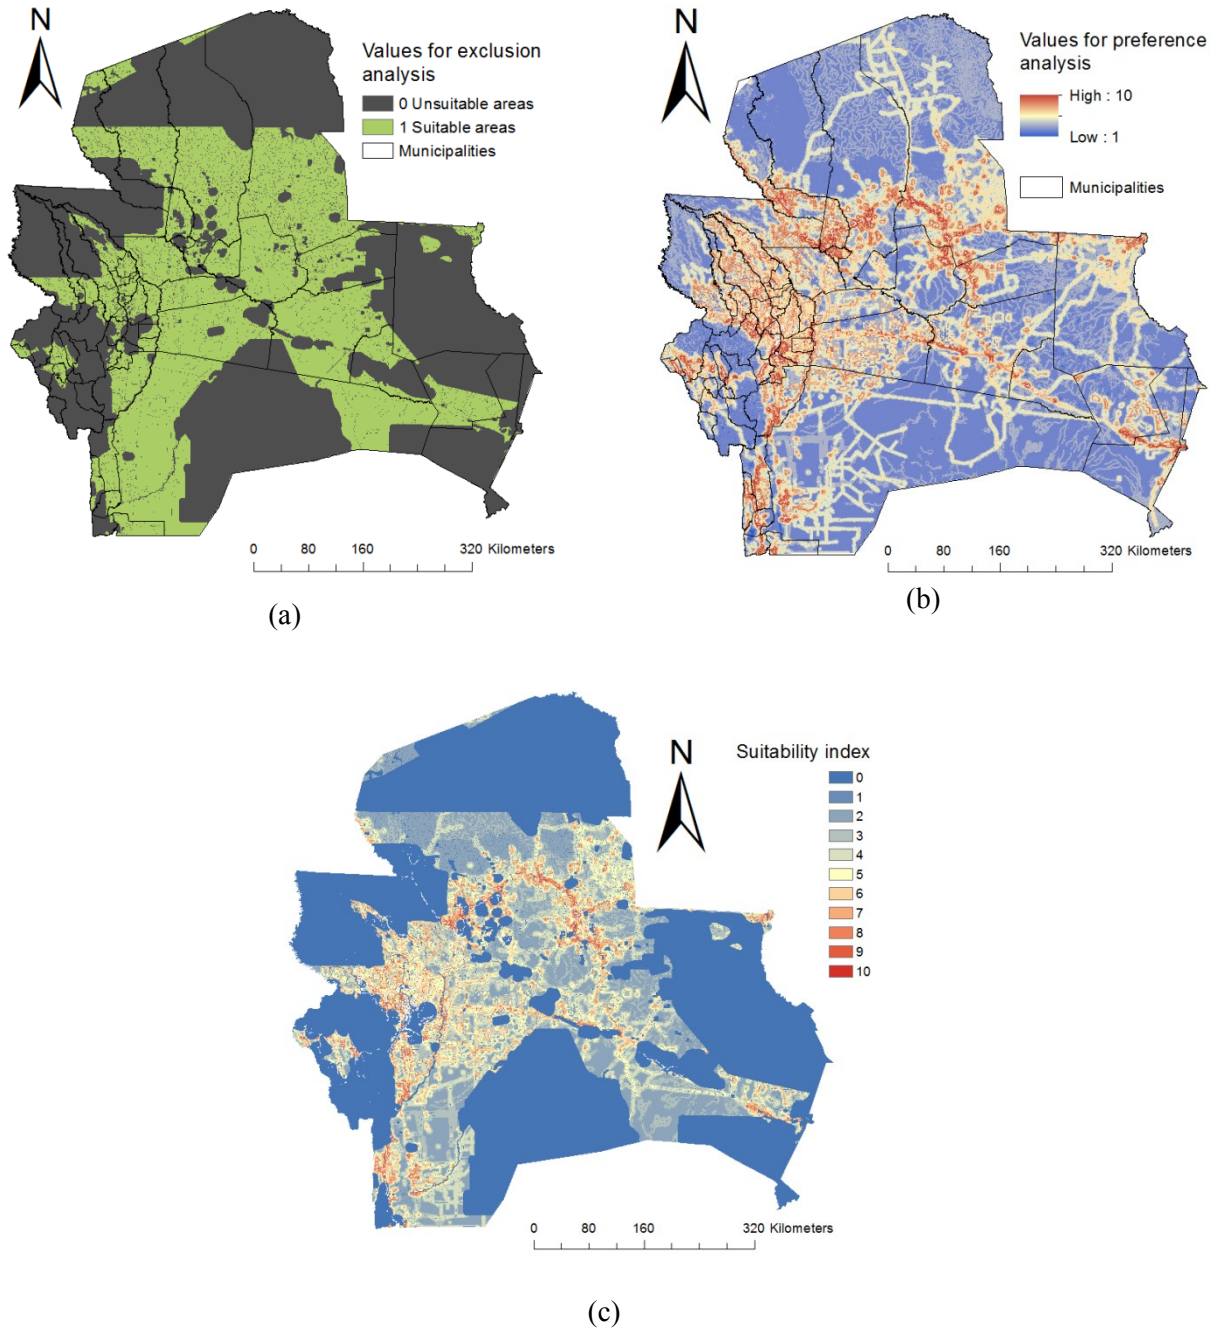 N
Values for exclusion
analysis
0 Unsuitable areas
1 Suitable areas
Municipalities
0 80 160 320 Kilometers
(a)
N
Values for preference
analysis
High : 10
Low : 1
Municipalities
0 80 160 320 Kilometers
(b)
N
Suitability index
0
1
2
3
4
5
6
7
8
9
10
0 80 160 320 Kilometers
(c)